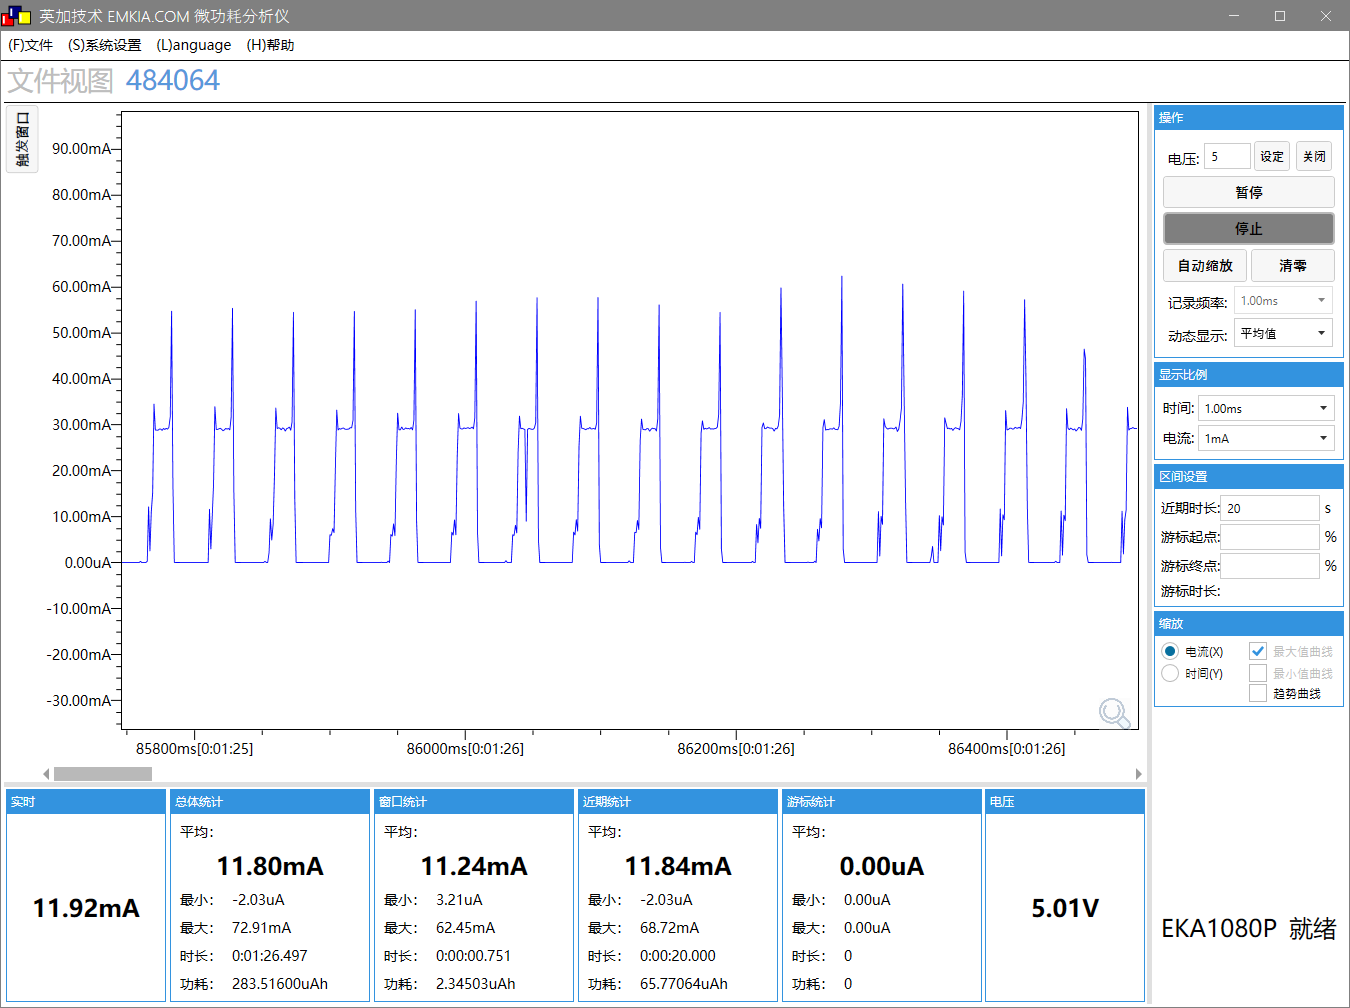 英加技术 EMKIA.COM 微功耗分析仪
(F)文件 (S)系统设置 (L)anguage (H)帮助
文件视图 484064
触发窗口
90.00mA
80.00mA
70.00mA
60.00mA
50.00mA
40.00mA
30.00mA
20.00mA
10.00mA
0.00uA
-10.00mA
-20.00mA
-30.00mA
85800ms[0:01:25] 86000ms[0:01:26] 86200ms[0:01:26] 86400ms[0:01:26]
操作
电压: 5 设定 关闭
暂停
停止
自动缩放 清零
记录频率: 1.00ms
动态显示: 平均值
显示比例
时间: 1.00ms
电流: 1mA
区间设置
近期时长: 20 s
游标起点: %
游标终点: %
游标时长:
缩放
电流(X) 最大值曲线
时间(Y) 最小值曲线
趋势曲线
实时
11.92mA
总体统计
平均:
11.80mA
最小: -2.03uA
最大: 72.91mA
时长: 0:01:26.497
功耗: 283.51600uAh
窗口统计
平均:
11.24mA
最小: 3.21uA
最大: 62.45mA
时长: 0:00:00.751
功耗: 2.34503uAh
近期统计
平均:
11.84mA
最小: -2.03uA
最大: 68.72mA
时长: 0:00:20.000
功耗: 65.77064uAh
游标统计
平均:
0.00uA
最小: 0.00uA
最大: 0.00uA
时长: 0
功耗: 0
电压
5.01V
EKA1080P 就绪